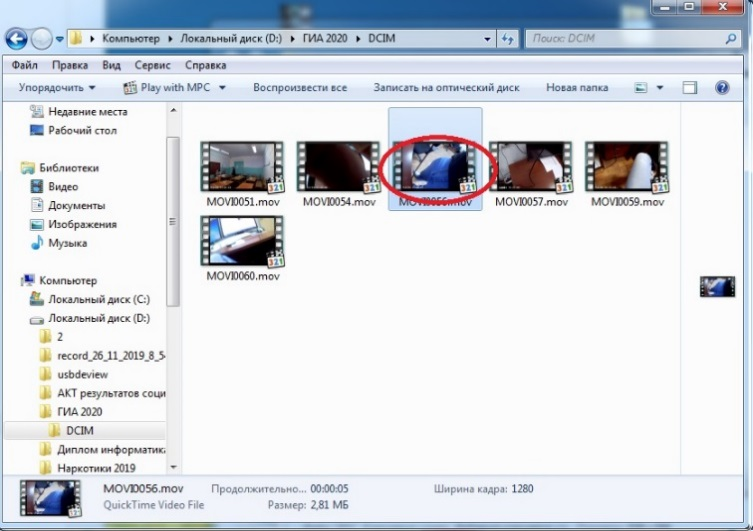 Компьютер ▸ Локальный диск (D:) ▸ ГИА 2020 ▸ DCIM
Поиск: DCIM
Файл Правка Вид Сервис Справка
Упорядочить Play with MPC Воспроизвести все Записать на оптический диск Новая папка
Недавние места
Рабочий стол
Библиотеки
Видео
Документы
Изображения
Музыка
Компьютер
Локальный диск (C:)
Локальный диск (D:)
2
record_26_11_2019_8_5
usbdeview
АКТ результатов соци
ГИА 2020
DCIM
Диплом информатик
Наркотики 2019
MOVI0051.mov MOVI0054.mov MOVI0056.mov MOVI0057.mov MOVI0059.mov
MOVI0060.mov
MOVI0056.mov Продолжительно... 00:00:05 Ширина кадра: 1280
QuickTime Video File Размер: 2,81 МБ